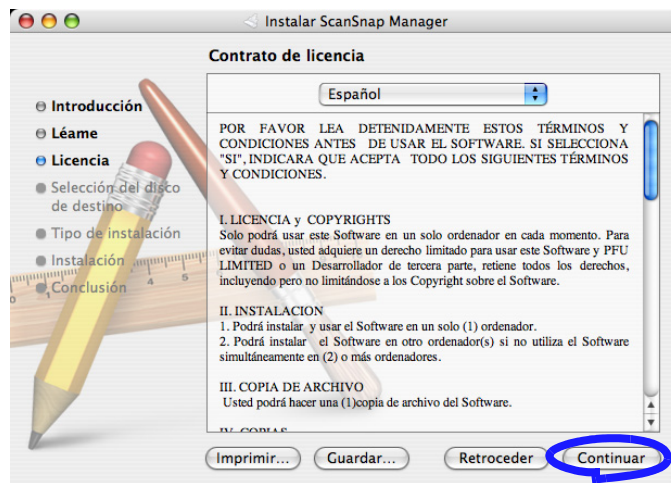 Instalar ScanSnap Manager
Contrato de licencia
Introducción
Léame
Licencia
Selección del disco
de destino
Tipo de instalación
Instalación
Conclusión
Español
POR FAVOR LEA DETENIDAMENTE ESTOS TÉRMINOS Y
CONDICIONES ANTES DE USAR EL SOFTWARE. SI SELECCIONA
"SI", INDICARA QUE ACEPTA TODO LOS SIGUIENTES TÉRMINOS
Y CONDICIONES.
I. LICENCIA y COPYRIGHTS
Solo podrá usar este Software en un solo ordenador en cada momento. Para
evitar dudas, usted adquiere un derecho limitado para usar este Software y PFU
LIMITED o un Desarrollador de tercera parte, retiene todos los derechos,
incluyendo pero no limitándose a los Copyright sobre el Software.
II. INSTALACION
1. Podrá instalar y usar el Software en un solo (1) ordenador.
2. Podrá instalar el Software en otro ordenador(s) si no utiliza el Software
simultáneamente en (2) o más ordenadores.
III. COPIA DE ARCHIVO
Usted podrá hacer una (1)copia de archivo del Software.
IV. COPIAS
Imprimir...
Guardar...
Retroceder
Continuar